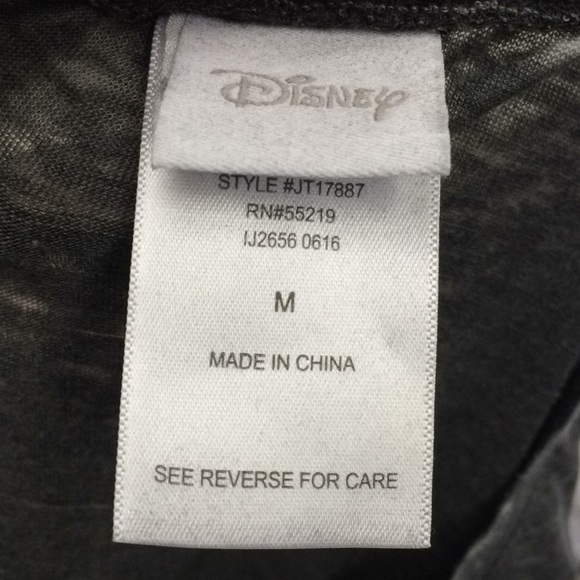 Disney
STYLE #JT17887
RN#55219
IJ2656 0616
M
MADE IN CHINA
SEE REVERSE FOR CARE